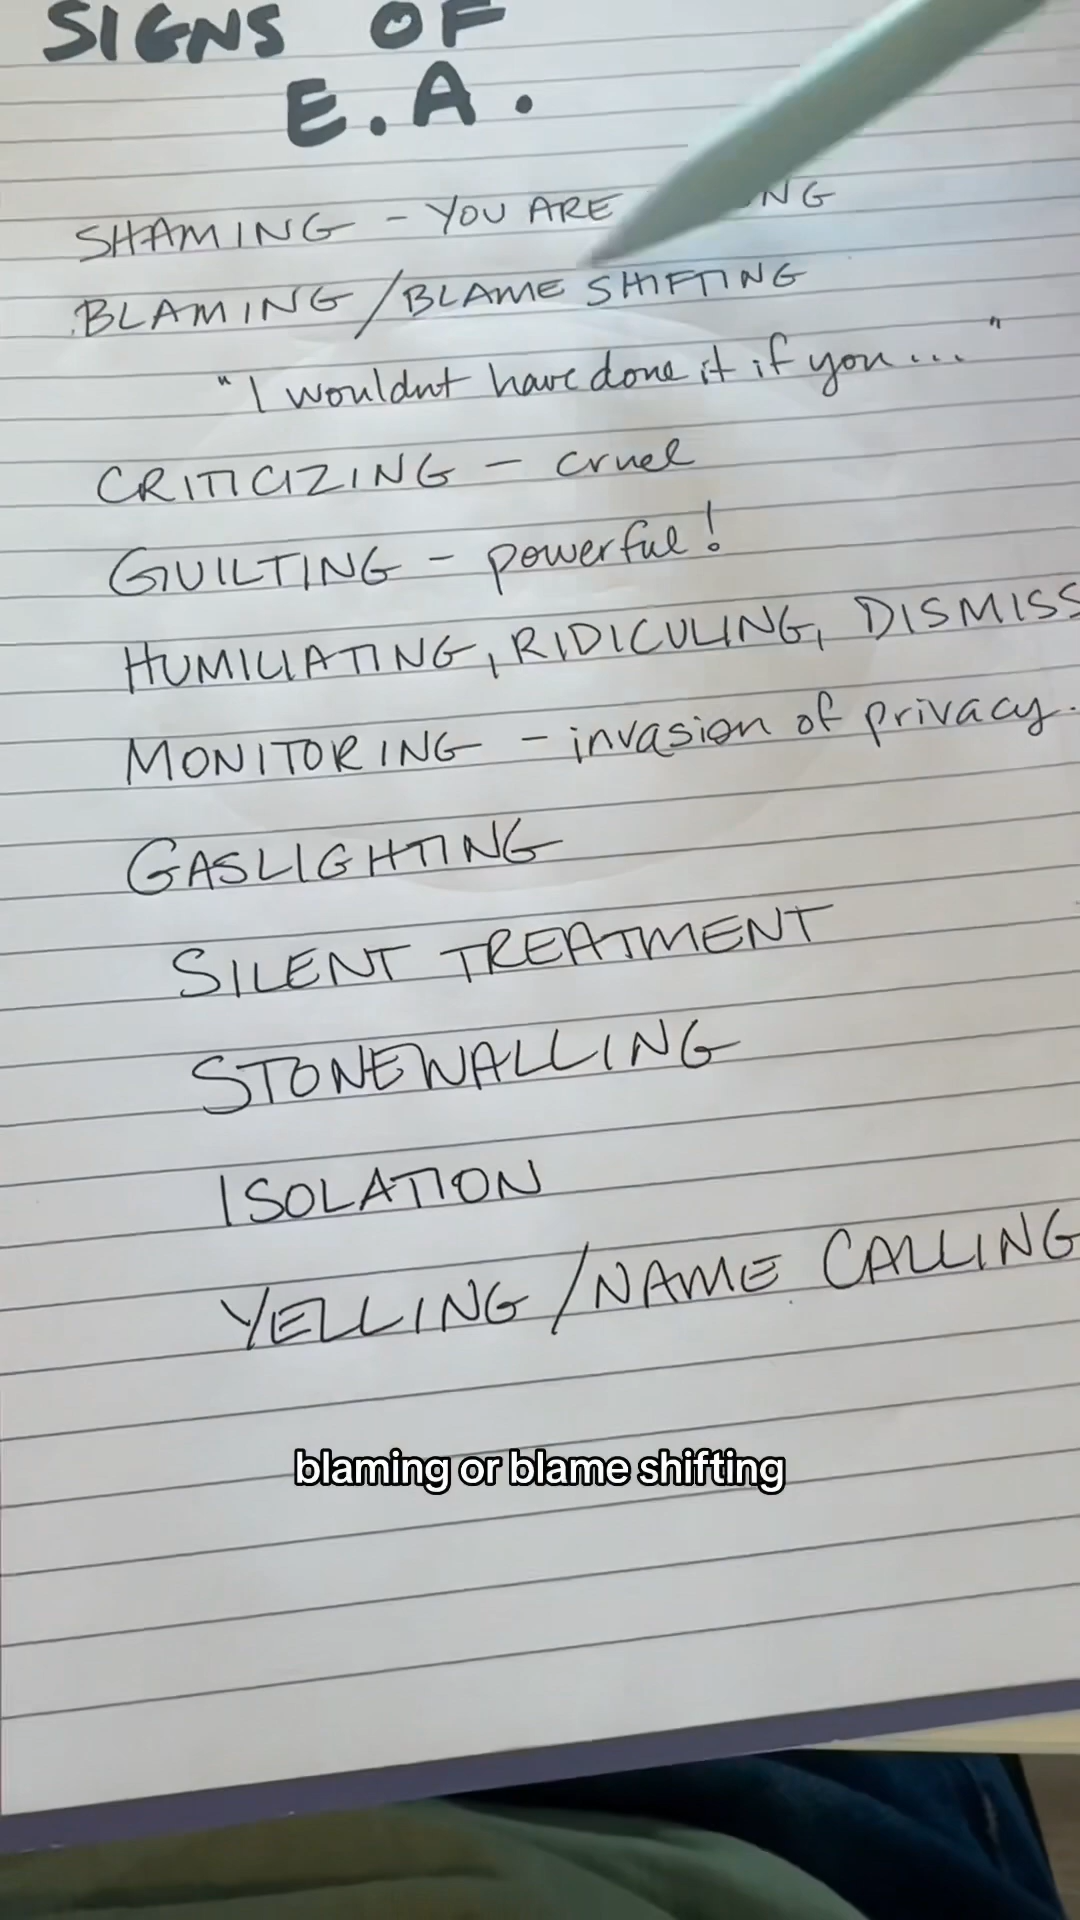 SIGNS OF
E.A.
SHAMING - YOU ARE
BLAMING / BLAME SHIFTING
"I wouldnt have done it if you ... "
CRITICIZING - cruel
GUILTING - powerful!
HUMILIATING, RIDICULING, DISMISS
MONITORING - invasion of privacy.
GASLIGHTING
SILENT TREATMENT
STONEWALLING
ISOLATION
YELLING / NAME CALLING
blaming or blame shifting